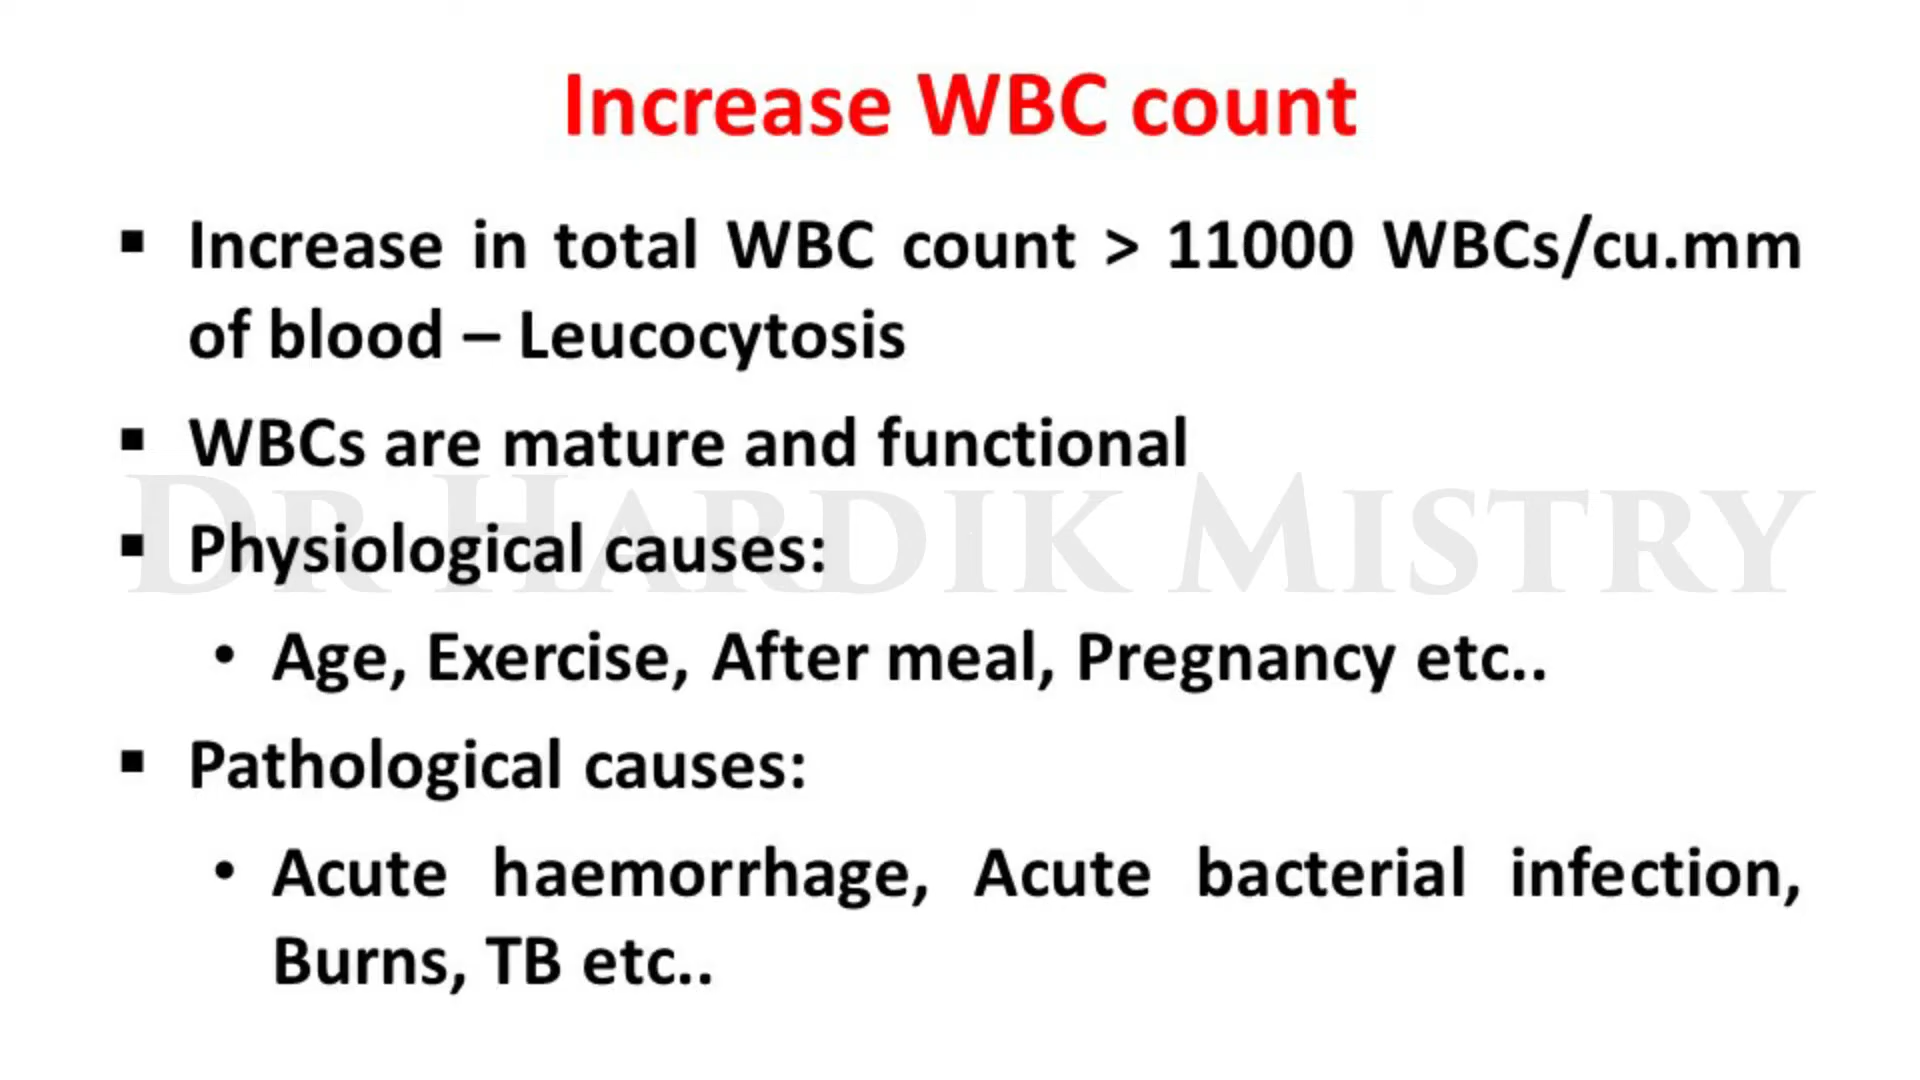 Increase WBC count
▪ Increase in total WBC count > 11000 WBCs/cu.mm
of blood – Leucocytosis
▪ WBCs are mature and functional
DR HARDIK MISTRY
▪ Physiological causes:
• Age, Exercise, After meal, Pregnancy etc..
▪ Pathological causes:
• Acute haemorrhage, Acute bacterial infection,
Burns, TB etc..